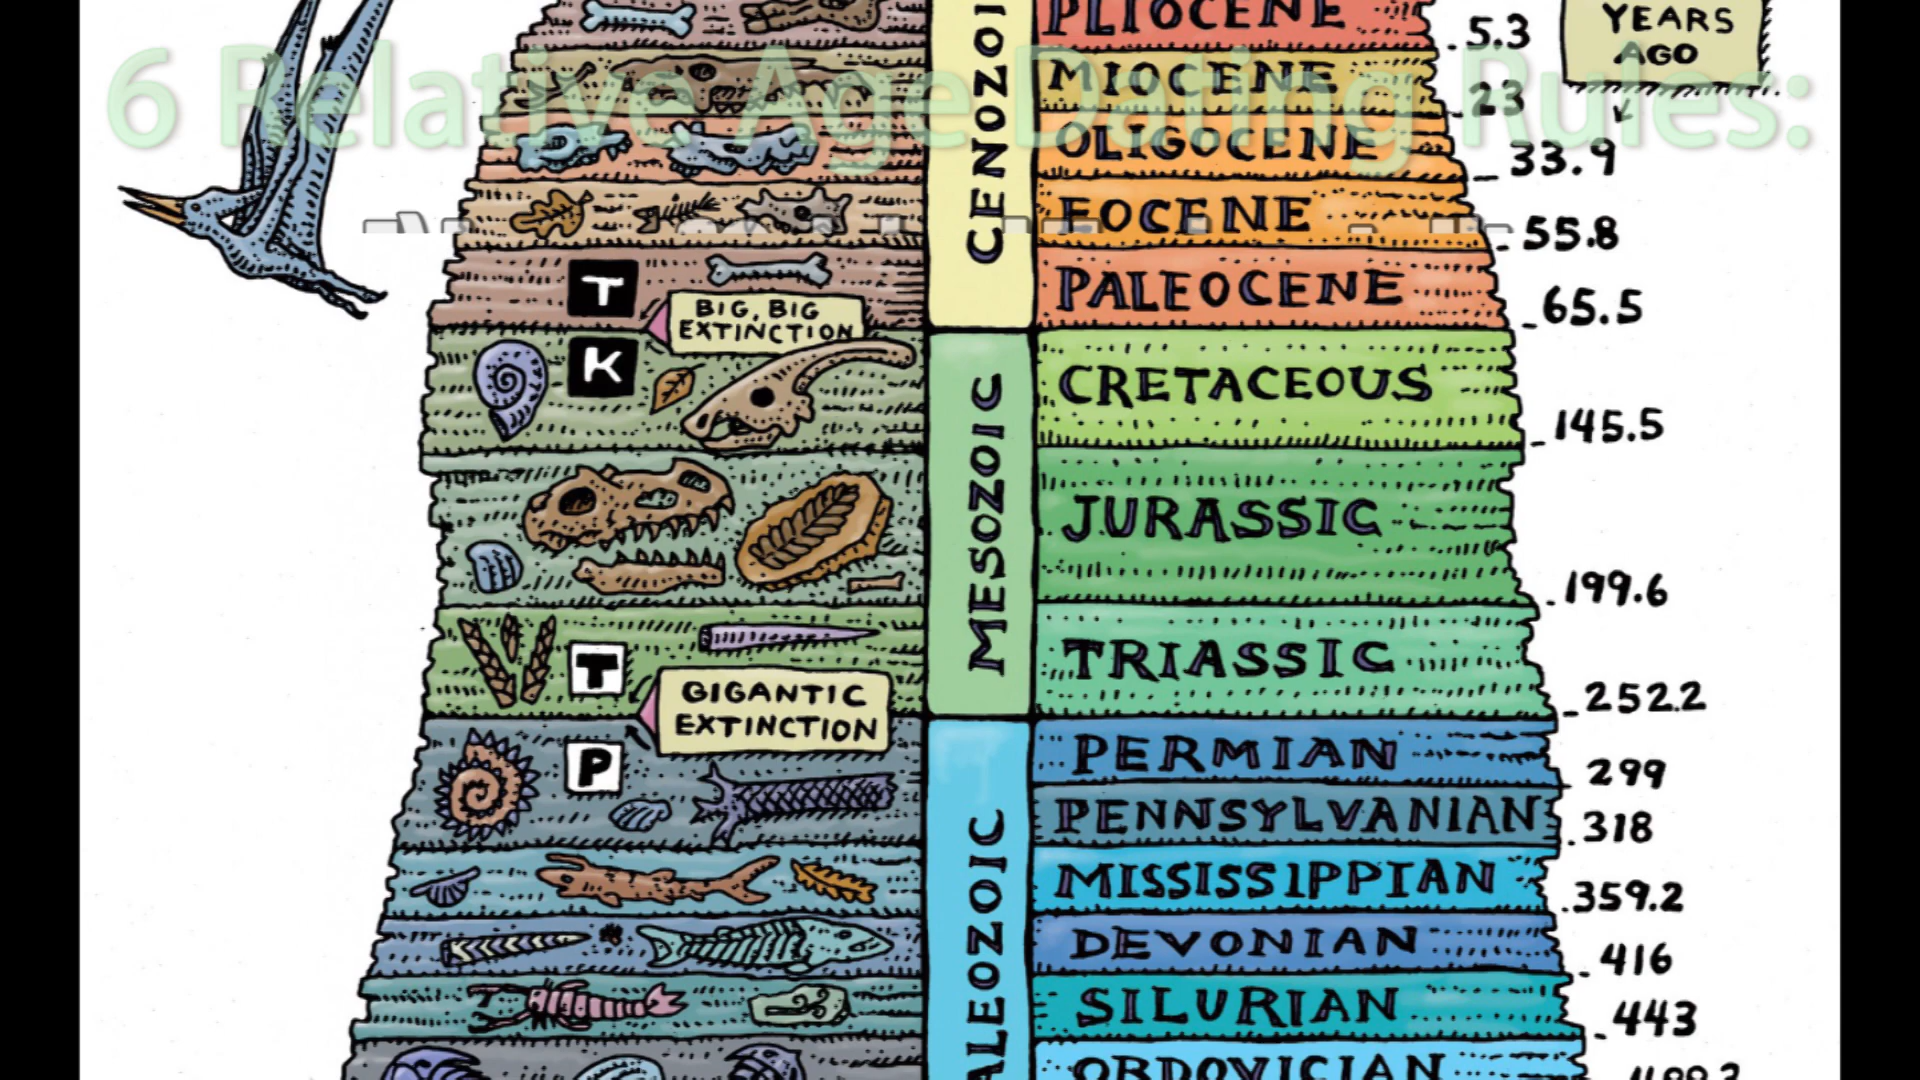 PLIOCENE
5.3
YEARS
AGO
6 Relative Age Dating Rules:
MIOCENE
23
OLIGOCENE
33.9
EOCENE
55.8
CENOZOI
T
PALEOCENE
65.5
BIG, BIG
EXTINCTION
K
CRETACEOUS
145.5
MESOZOIC
JURASSIC
199.6
T
TRIASSIC
252.2
GIGANTIC
EXTINCTION
P
PERMIAN
299
PENNSYLVANIAN
318
MISSISSIPPIAN
359.2
ALEOZOIC
DEVONIAN
416
SILURIAN
443
ORDOVICIAN